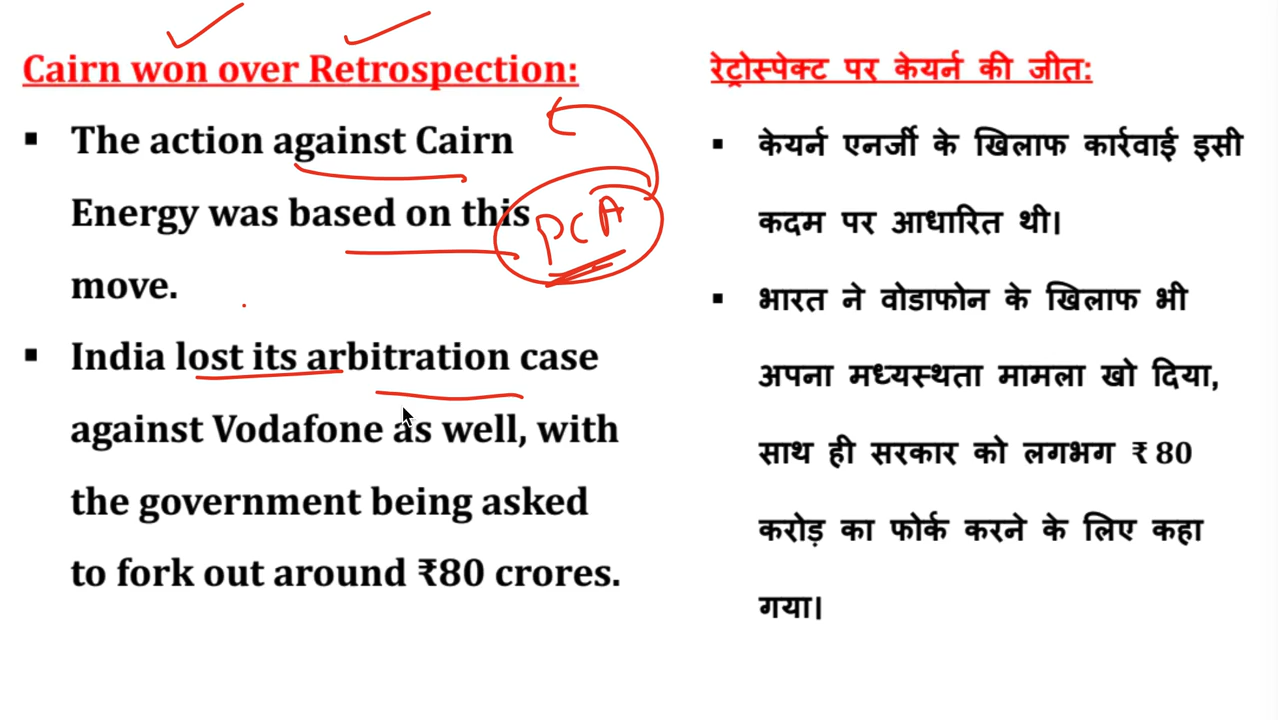 Cairn won over Retrospection:
▪ The action against Cairn
Energy was based on this
move.
PCA
▪ India lost its arbitration case
against Vodafone as well, with
the government being asked
to fork out around ₹80 crores.
रेट्रोस्पेक्ट पर केयर्न की जीत:
▪ केयर्न एनर्जी के खिलाफ कार्रवाई इसी
कदम पर आधारित थी।
▪ भारत ने वोडाफोन के खिलाफ भी
अपना मध्यस्थता मामला खो दिया,
साथ ही सरकार को लगभग ₹ 80
करोड़ का फोर्क करने के लिए कहा
गया।